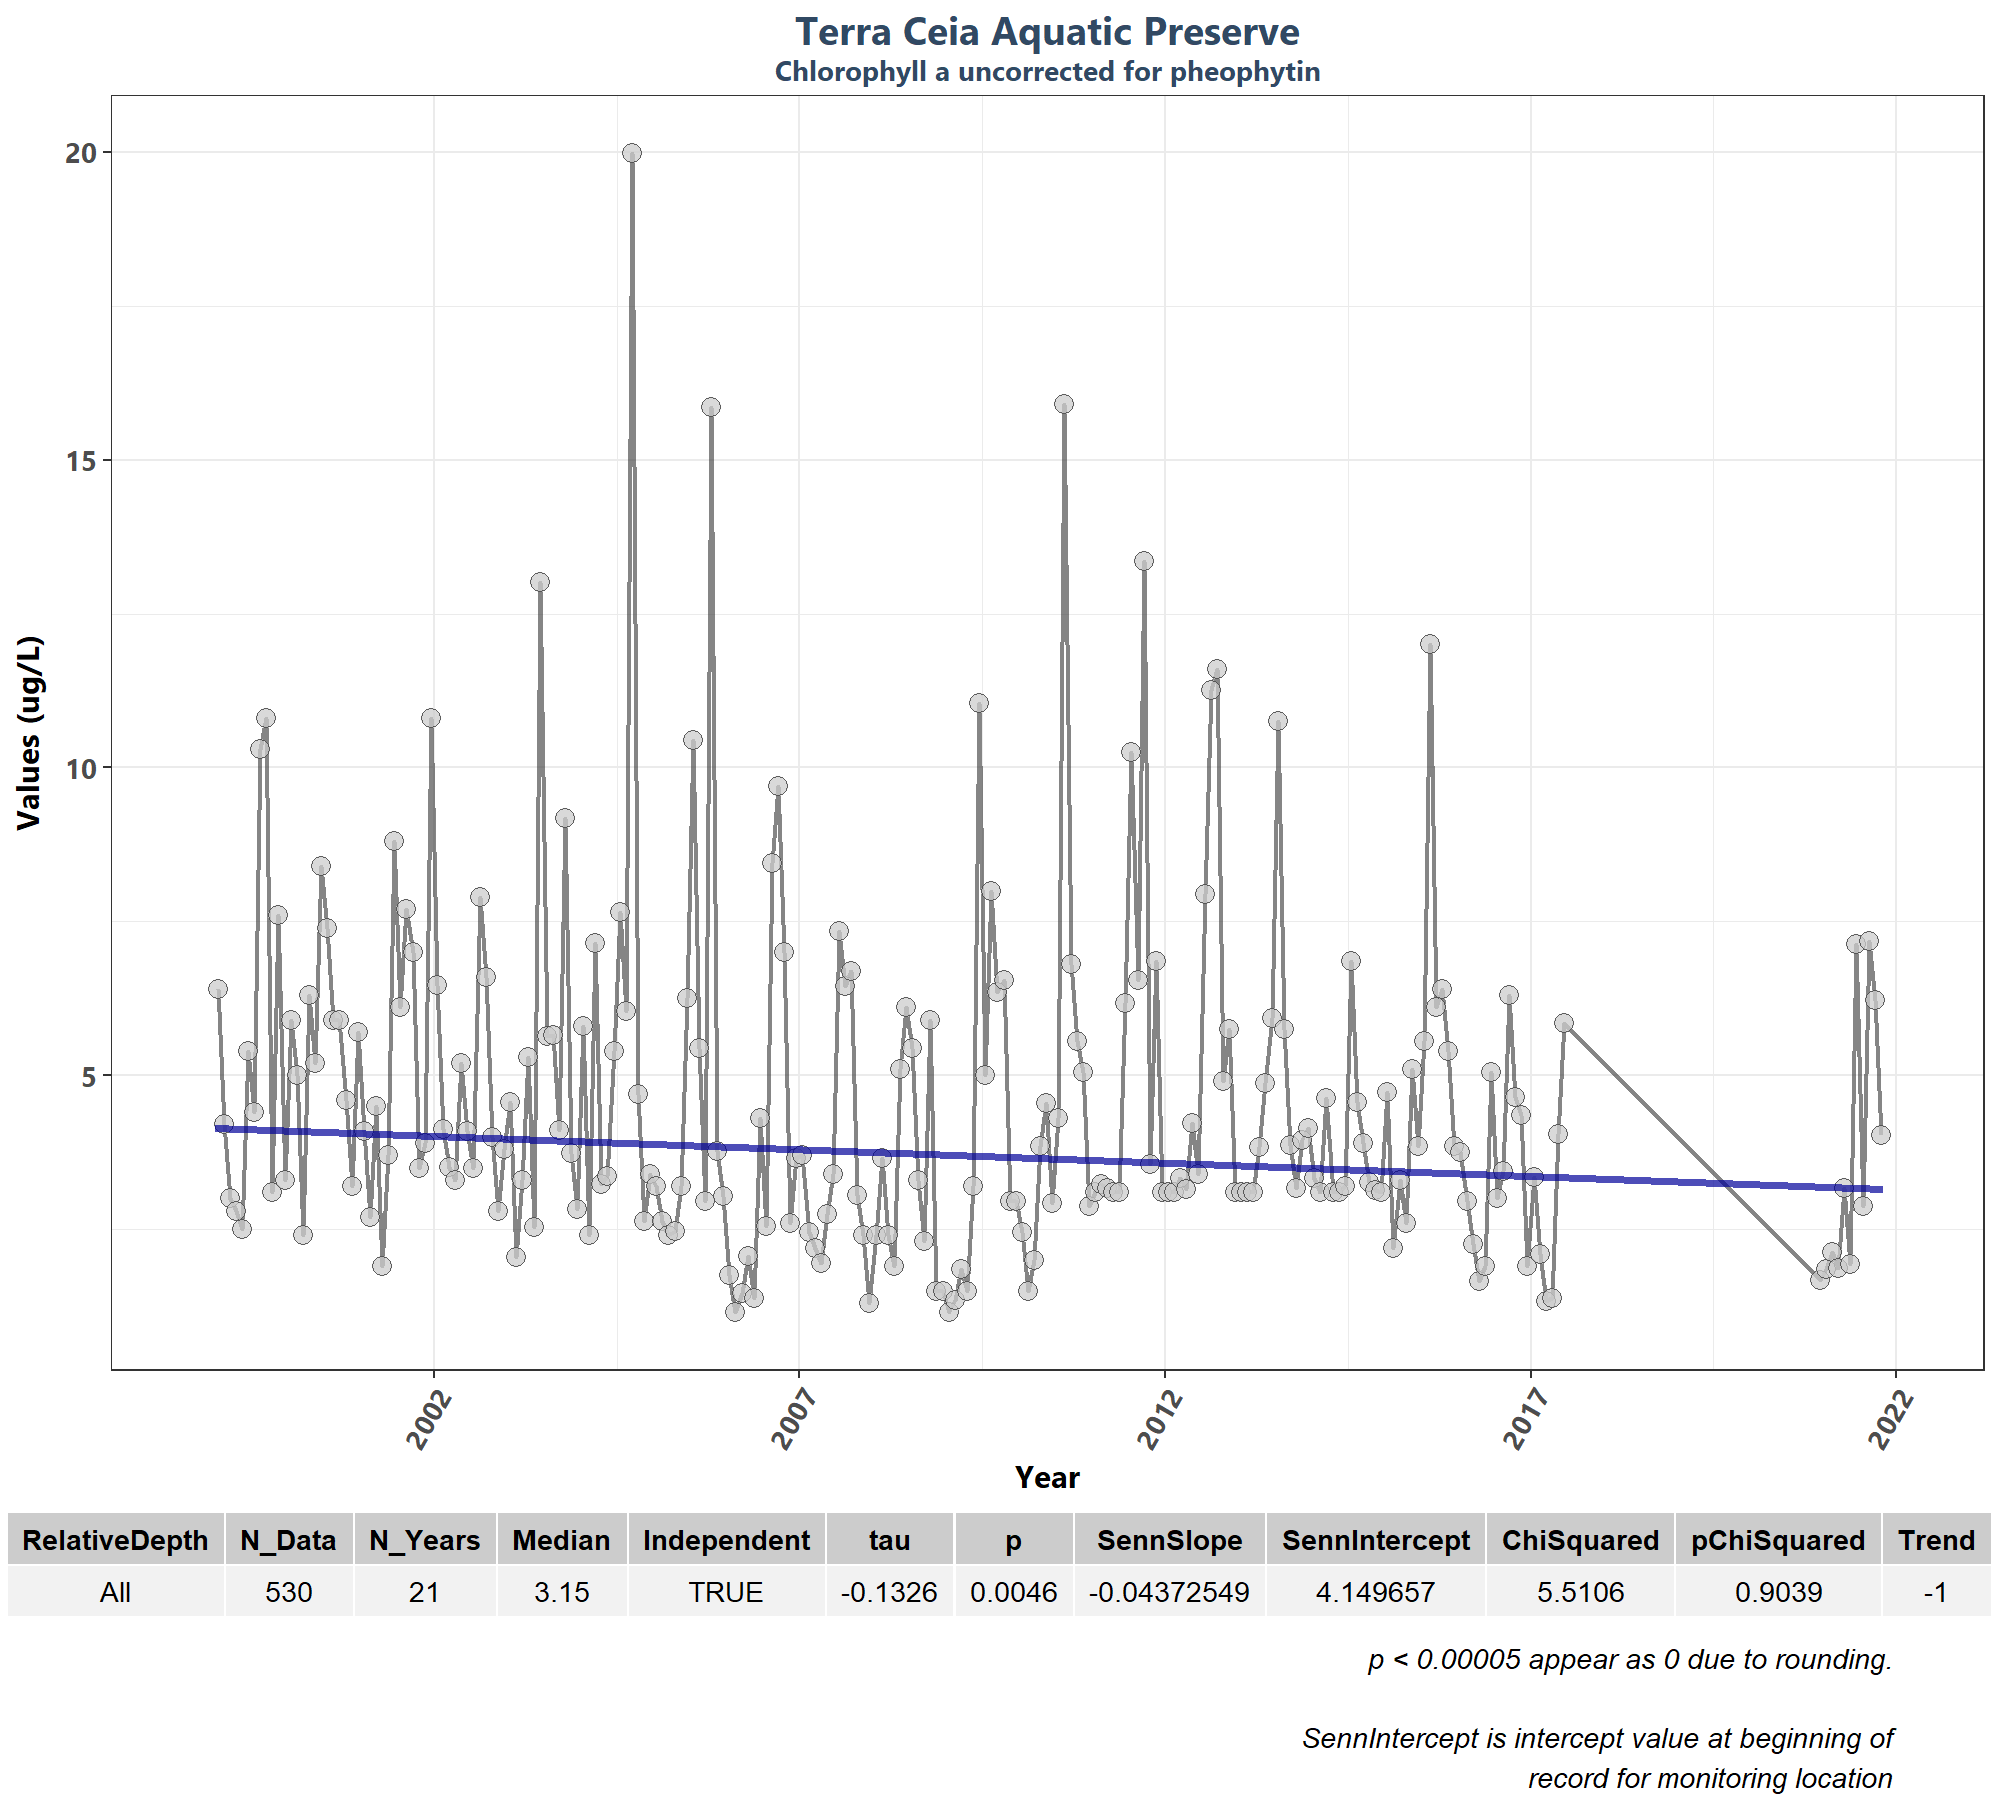 Terra Ceia Aquatic Preserve
Chlorophyll a uncorrected for pheophytin
Values (ug/L)
20
15
10
5
2002
2007
2012
2017
2022
Year
RelativeDepth N_Data N_Years Median Independent tau p SennSlope SennIntercept ChiSquared pChiSquared Trend
All 530 21 3.15 TRUE -0.1326 0.0046 -0.04372549 4.149657 5.5106 0.9039 -1
p < 0.00005 appear as 0 due to rounding.
SennIntercept is intercept value at beginning of
record for monitoring location